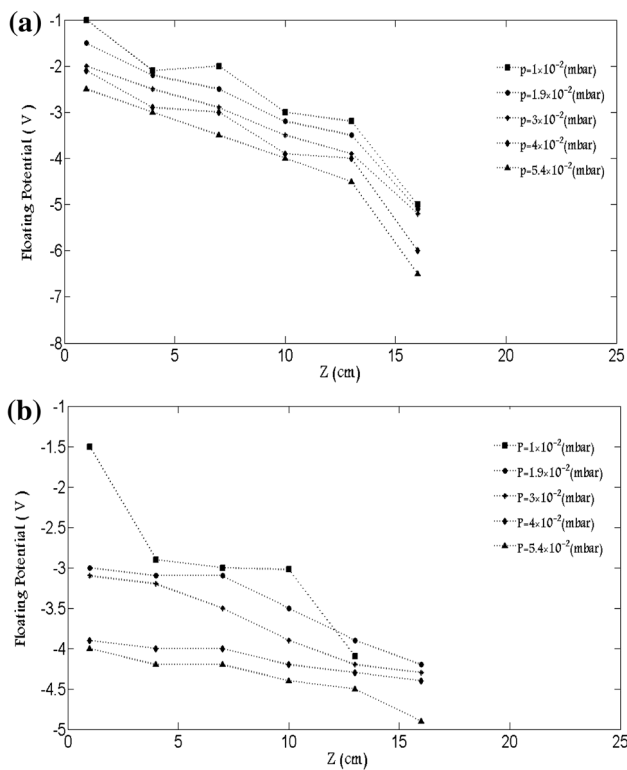 (a)
-1
-2
-3
-4
-5
-6
-7
-8
0
5
10
15
20
25
Floating Potential ( V )
Z (cm)
p=1×10⁻²(mbar)
p=1.9×10⁻²(mbar)
p=3×10⁻²(mbar)
p=4×10⁻²(mbar)
p=5.4×10⁻²(mbar)
(b)
-1
-1.5
-2
-2.5
-3
-3.5
-4
-4.5
-5
0
5
10
15
20
25
Floating Potential ( V )
Z (cm)
P=1×10⁻²(mbar)
P=1.9×10⁻²(mbar)
P=3×10⁻²(mbar)
P=4×10⁻²(mbar)
P=5.4×10⁻²(mbar)